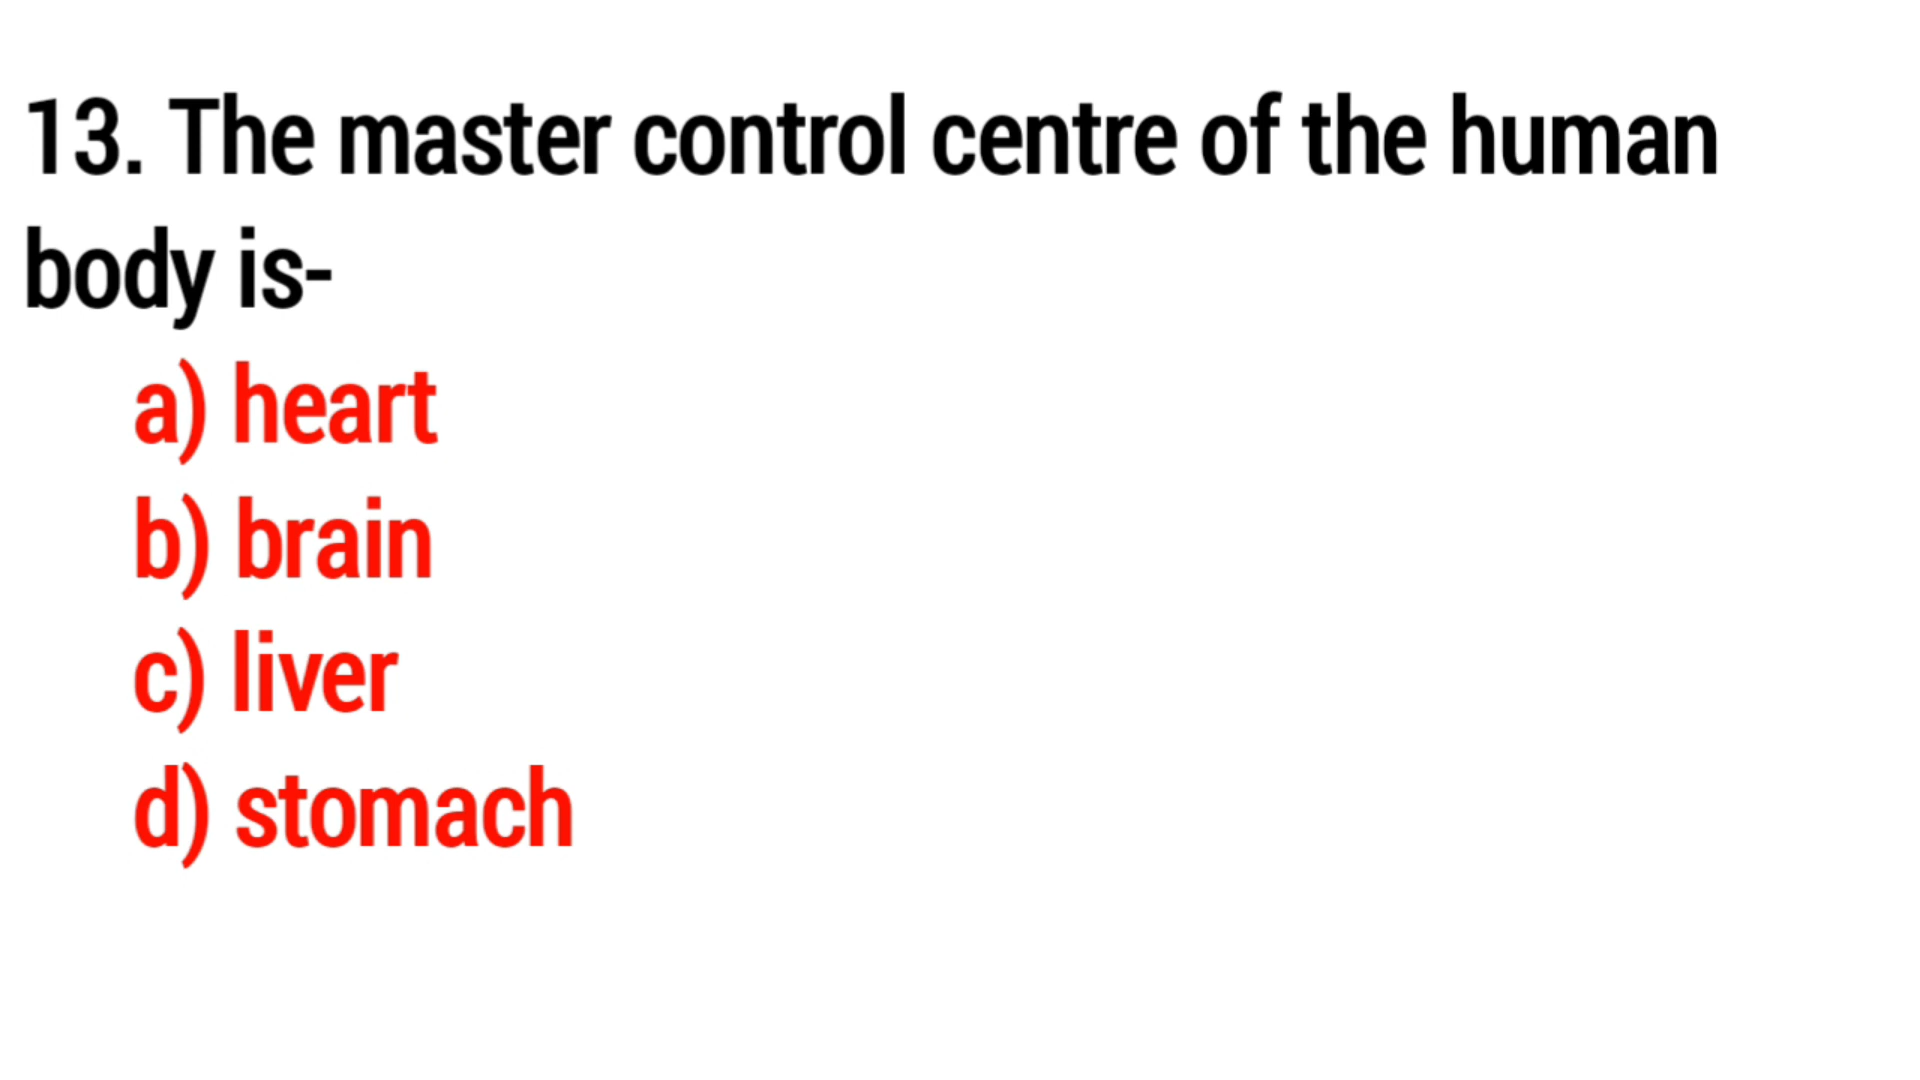 13. The master control centre of the human
body is-
a) heart
b) brain
c) liver
d) stomach